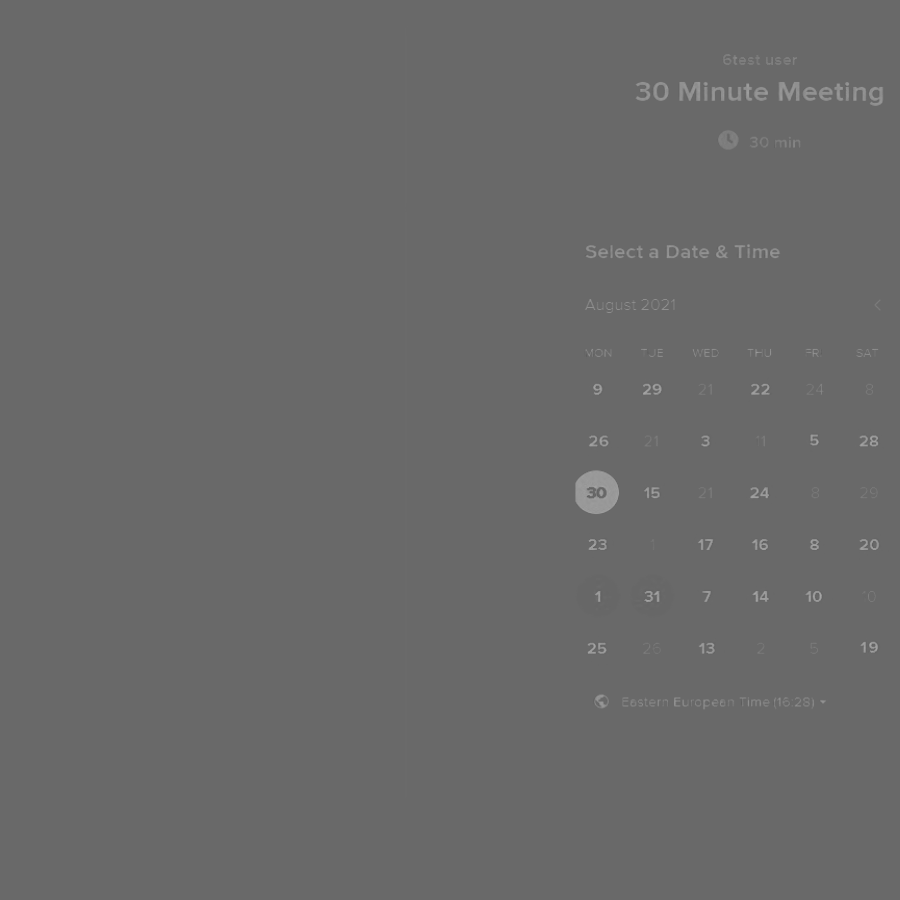 6test user
30 Minute Meeting
30 min
Select a Date & Time
August 2021
MON TUE WED THU FRI SAT
9 29 21 22 24 8
26 21 3 11 5 28
30 15 21 24 8 29
23 1 17 16 8 20
1 31 7 14 10 10
25 26 13 2 5 19
Eastern European Time (16:28)